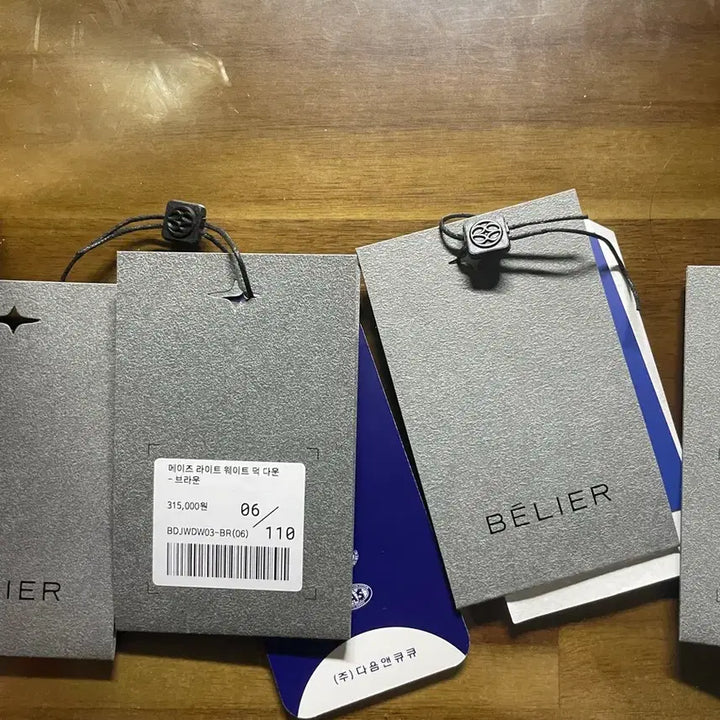 IER
메이즈 라이트 웨이트 덕 다운
- 브라운
315,000원
06/110
BDJWDW03-BR(06)
(주)다음앤큐큐
BÉLIER